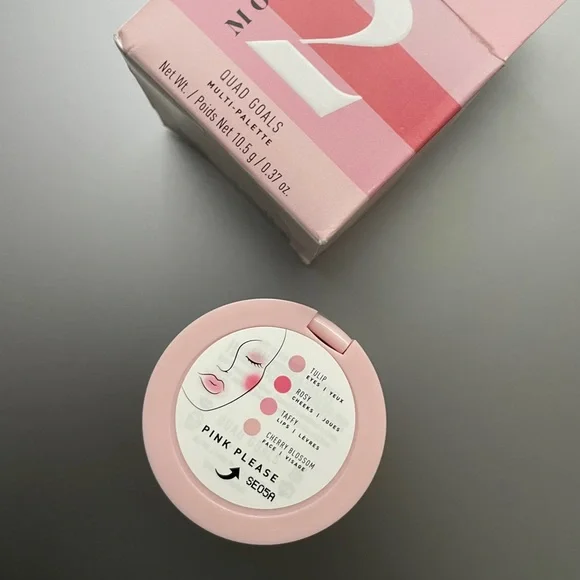 MO
2
QUAD GOALS
MULTI-PALETTE
Net Wt. / Poids Net 10.5 g / 0.37 oz.
TULIP
EYES | YEUX
ROSY
CHEEKS | JOUES
TAFFY
LIPS | LÈVRES
CHERRY BLOSSOM
FACE | VISAGE
PINK PLEASE
SE05A